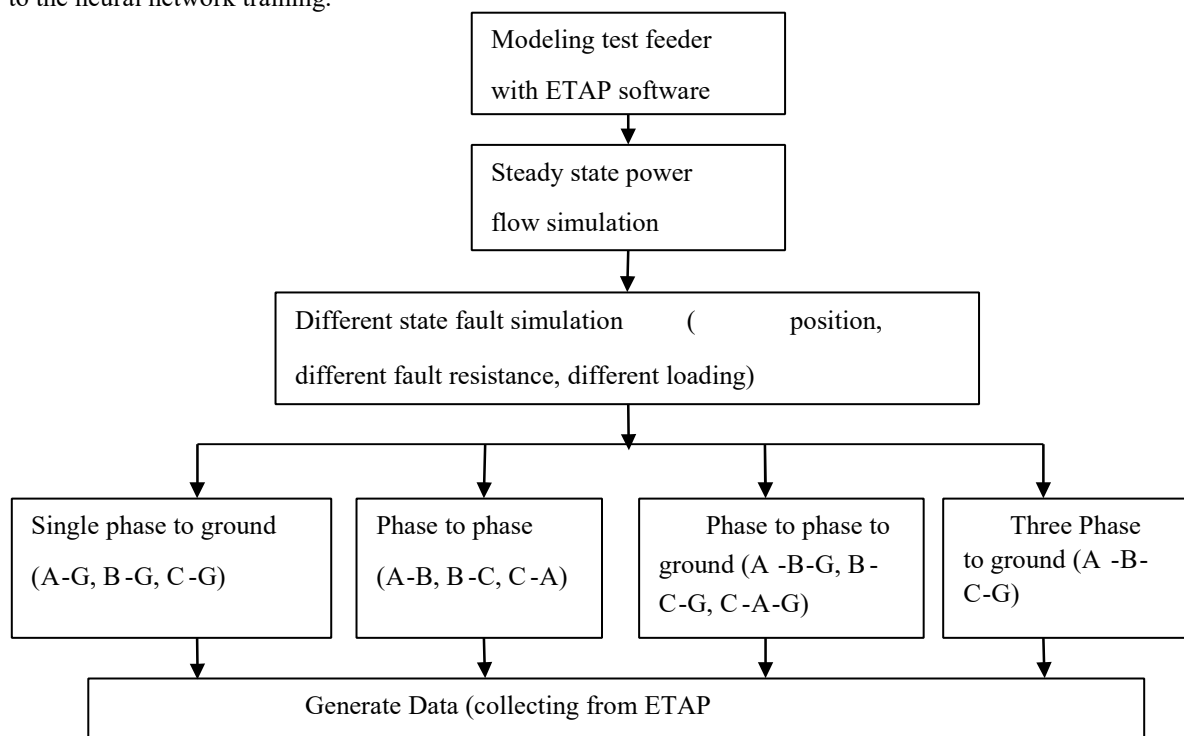 to the neural network training.
Modeling test feeder
with ETAP software
Steady state power
flow simulation
Different state fault simulation ( position,
different fault resistance, different loading)
Single phase to ground
(A-G, B-G, C-G)
Phase to phase
(A-B, B-C, C-A)
Phase to phase to
ground (A -B-G, B-
C-G, C-A-G)
Three Phase
to ground (A -B-
C-G)
Generate Data (collecting from ETAP